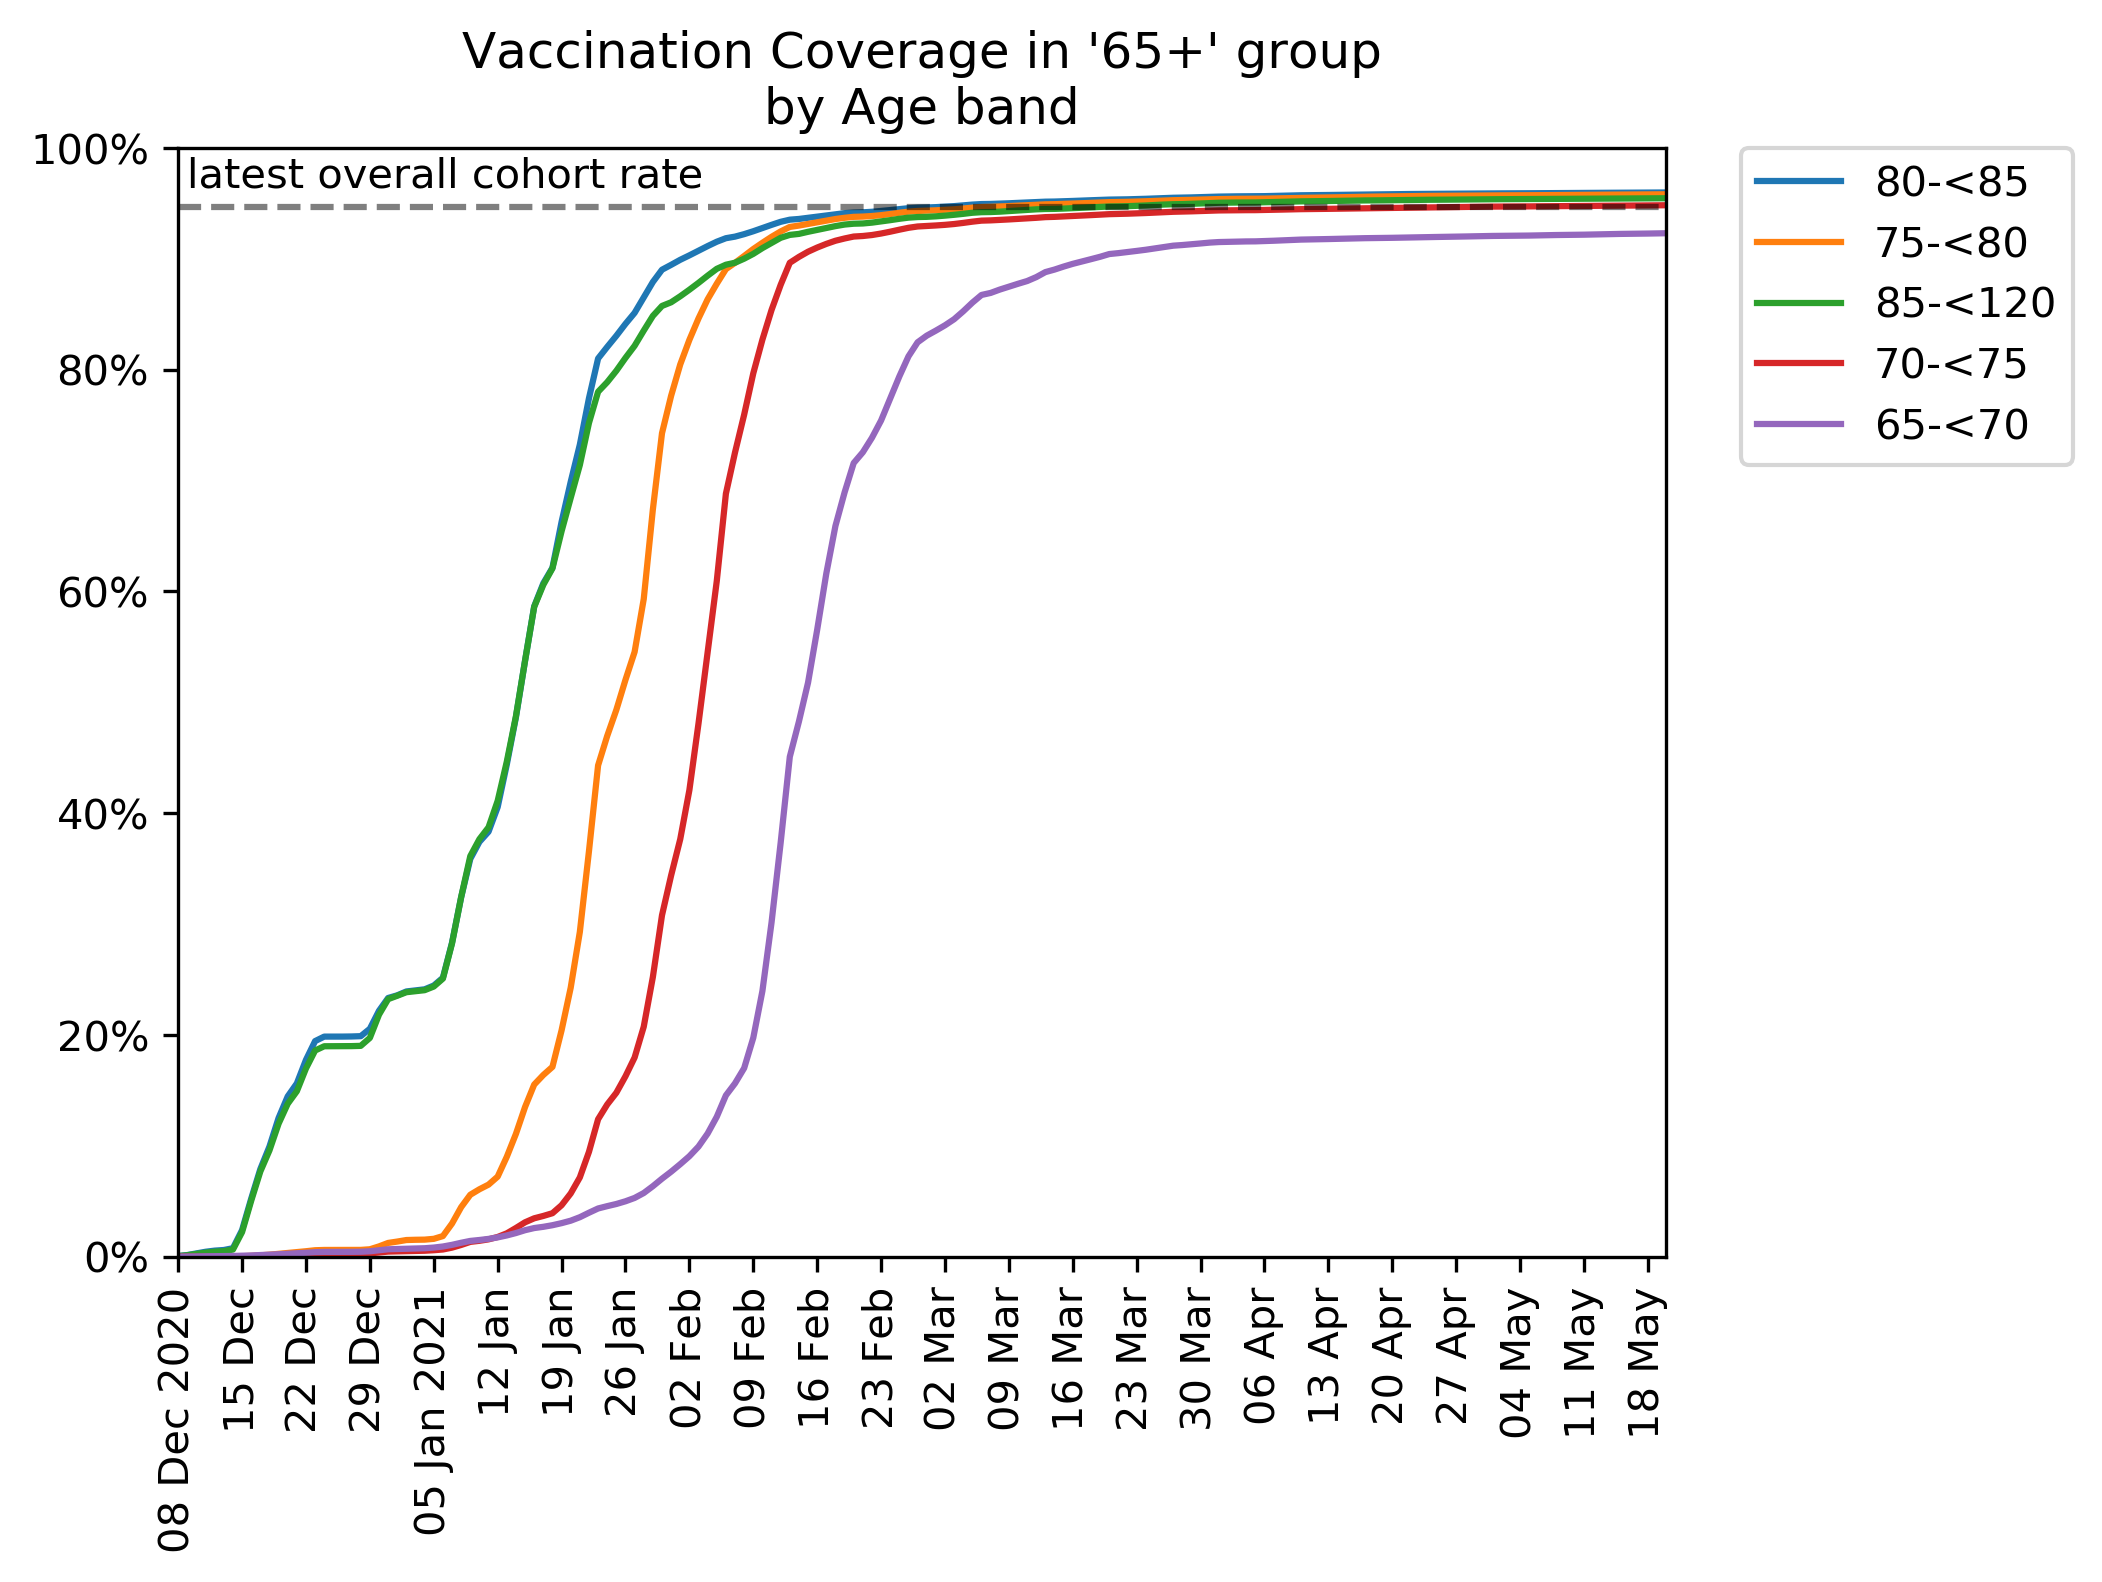 Vaccination Coverage in '65+' group
by Age band
100%
80%
60%
40%
20%
0%
latest overall cohort rate
80-<85
75-<80
85-<120
70-<75
65-<70
08 Dec 2020
15 Dec
22 Dec
29 Dec
05 Jan 2021
12 Jan
19 Jan
26 Jan
02 Feb
09 Feb
16 Feb
23 Feb
02 Mar
09 Mar
16 Mar
23 Mar
30 Mar
06 Apr
13 Apr
20 Apr
27 Apr
04 May
11 May
18 May